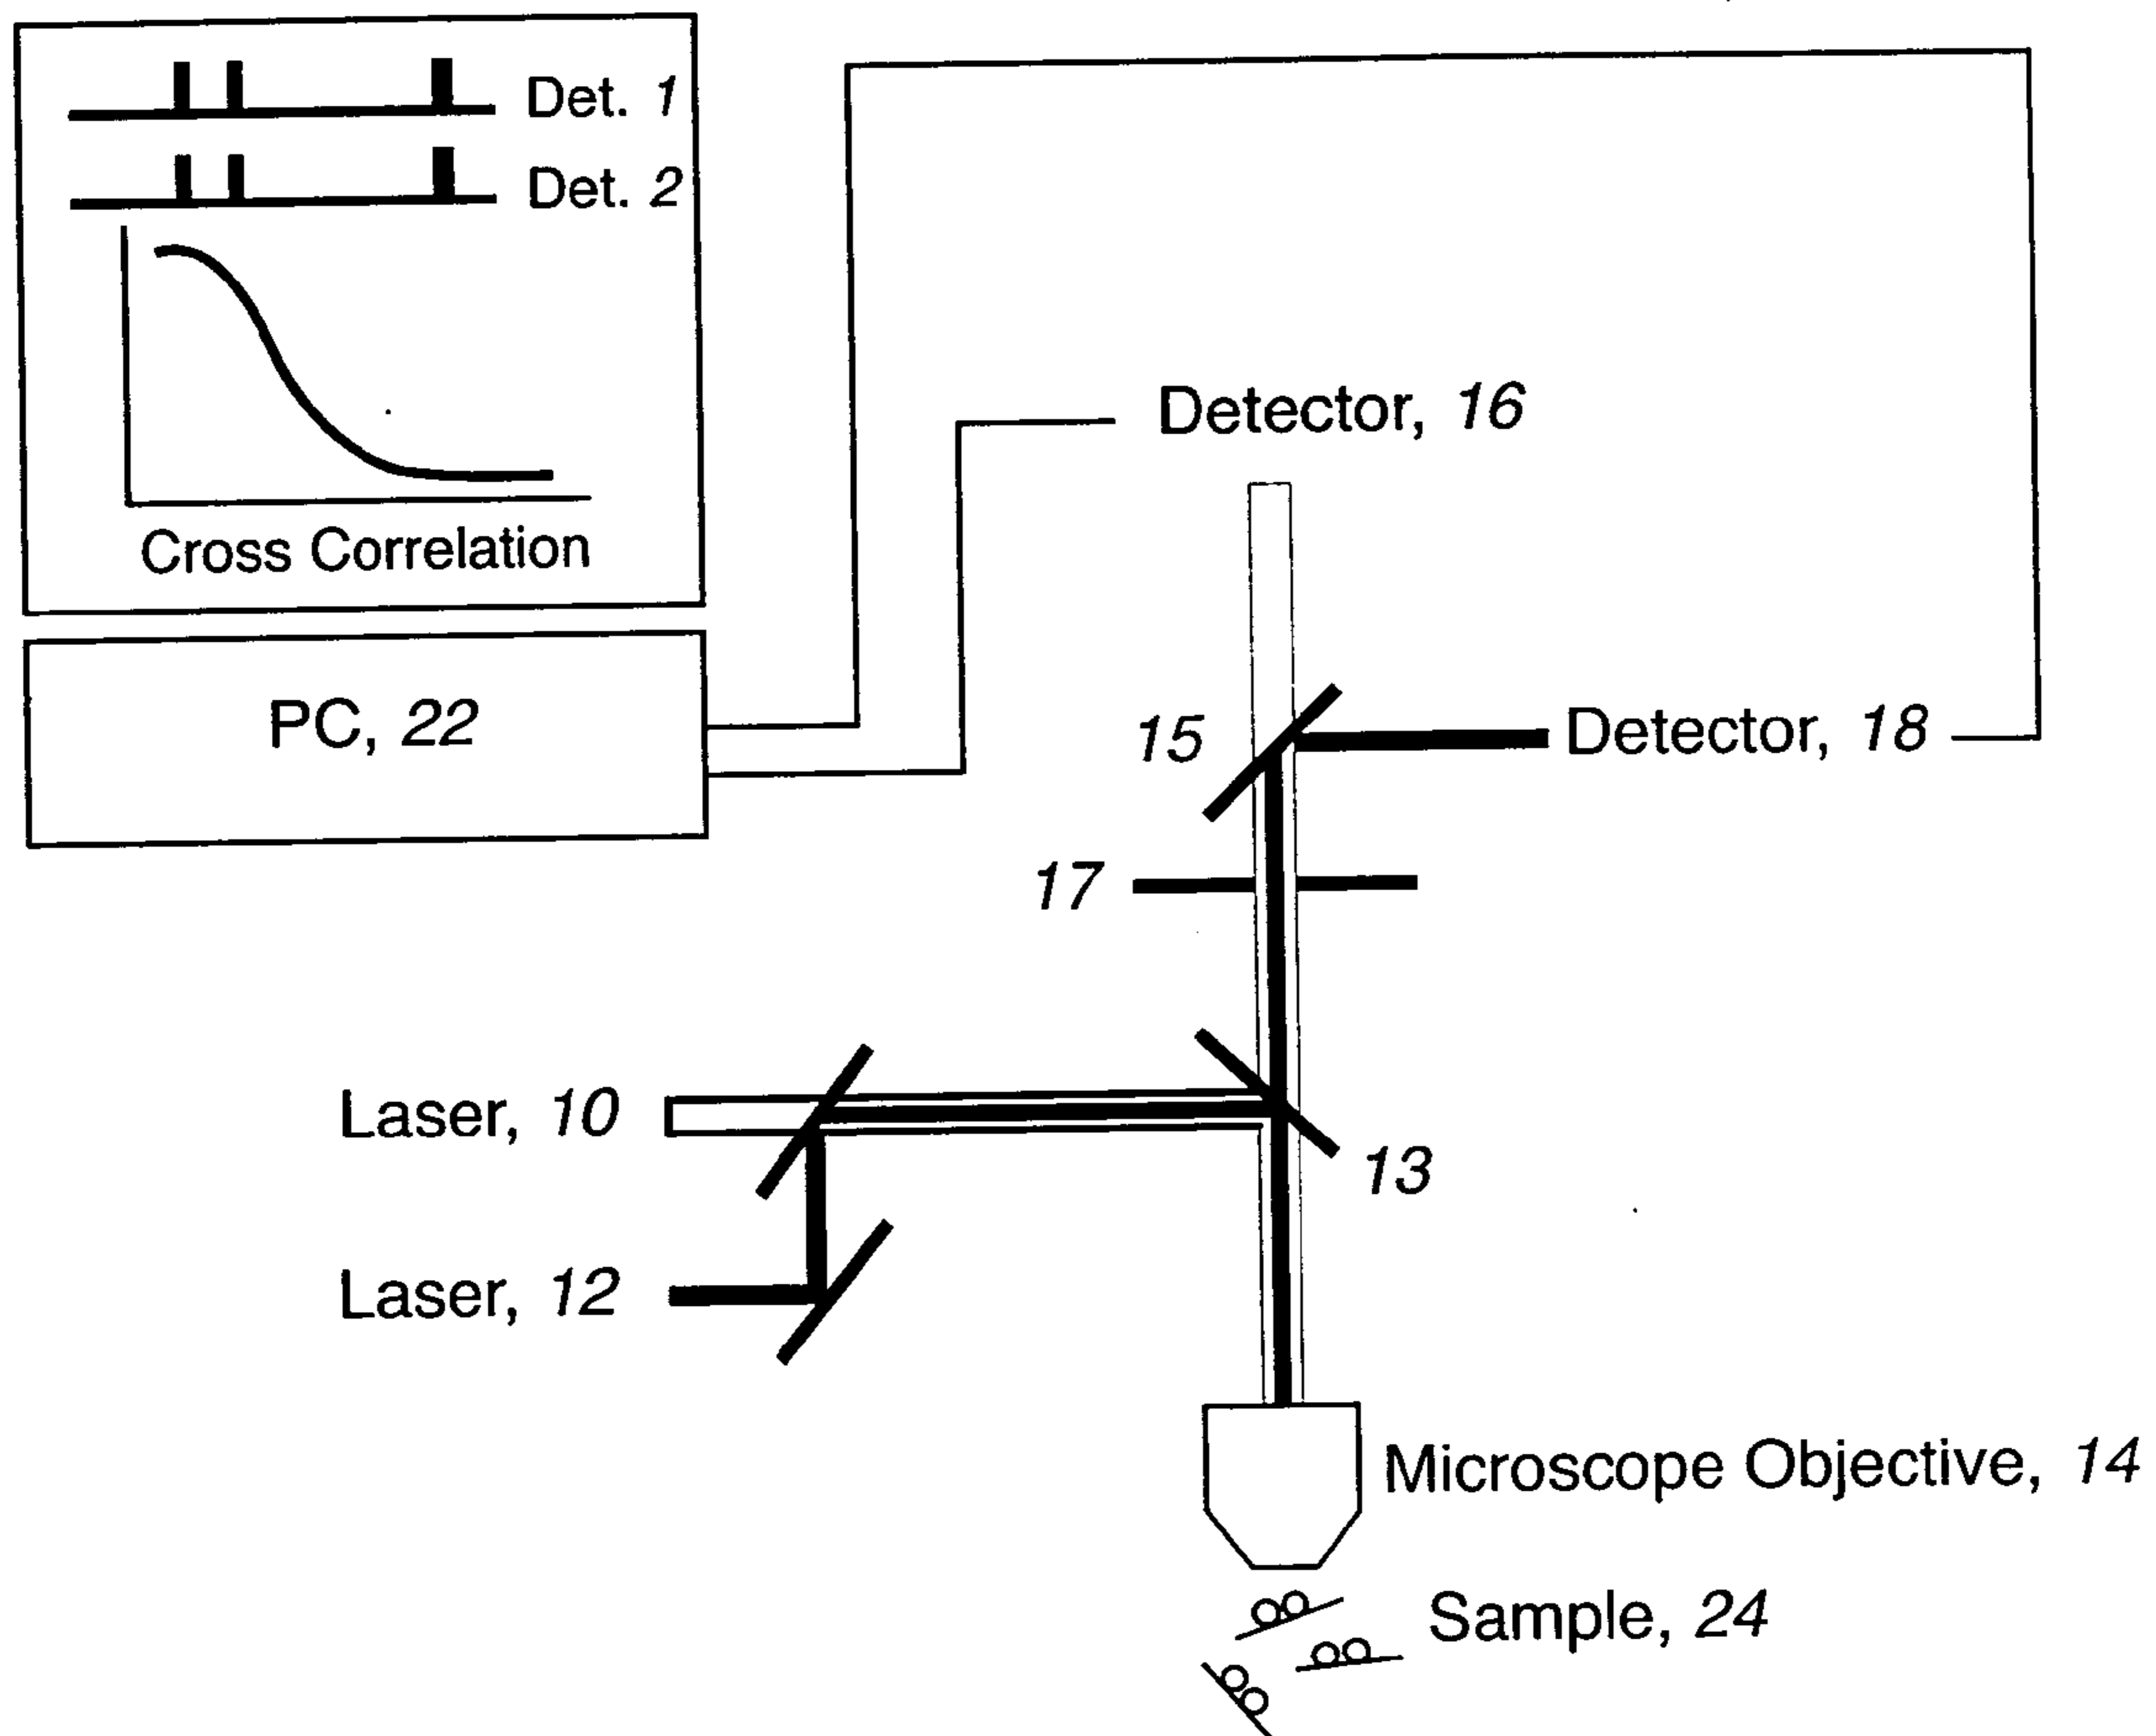 Det. 1
Det. 2
Cross Correlation
PC, 22
Detector, 16
15
Detector, 18
17
Laser, 10
13
Laser, 12
Microscope Objective, 14
Sample, 24